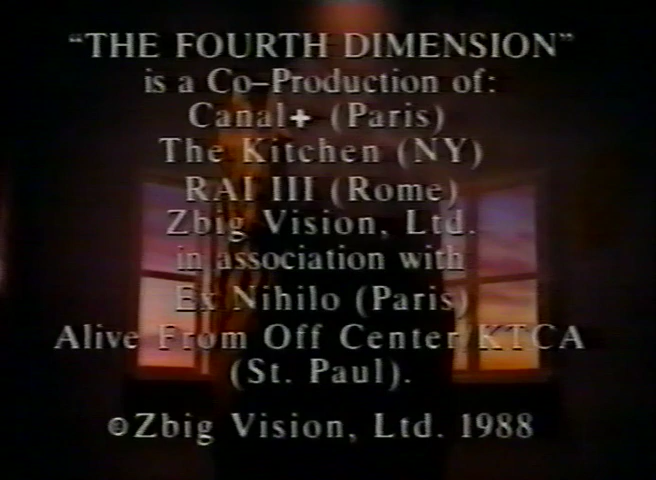 “THE FOURTH DIMENSION”
is a Co–Production of:
Canal+ (Paris)
The Kitchen (NY)
RAI III (Rome)
Zbig Vision, Ltd.
in association with
Ex Nihilo (Paris)
Alive From Off Center/KTCA
(St. Paul).
©Zbig Vision, Ltd. 1988